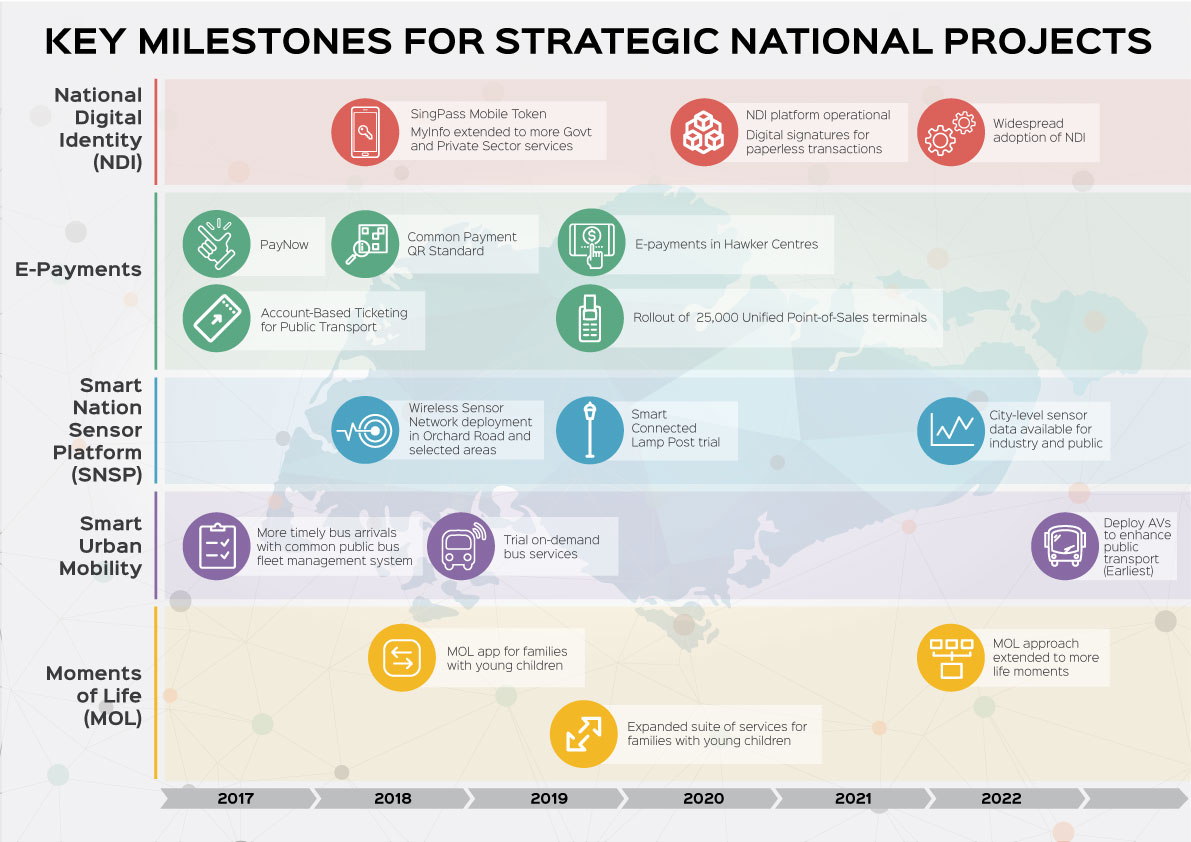 KEY MILESTONES FOR STRATEGIC NATIONAL PROJECTS
National
Digital
Identity
(NDI)
SingPass Mobile Token
MyInfo extended to more Govt
and Private Sector services
NDI platform operational
Digital signatures for
paperless transactions
Widespread
adoption of NDI
E-Payments
PayNow
Common Payment
QR Standard
E-payments in Hawker Centres
Account-Based Ticketing
for Public Transport
Rollout of 25,000 Unified Point-of-Sales terminals
Smart
Nation
Sensor
Platform
(SNSP)
Wireless Sensor
Network deployment
in Orchard Road and
selected areas
Smart
Connected
Lamp Post trial
City-level sensor
data available for
industry and public
Smart
Urban
Mobility
More timely bus arrivals
with common public bus
fleet management system
Trial on-demand
bus services
Deploy AVs
to enhance
public
transport
(Earliest)
Moments
of Life
(MOL)
MOL app for families
with young children
MOL approach
extended to more
life moments
Expanded suite of services for
families with young children
2017 2018 2019 2020 2021 2022